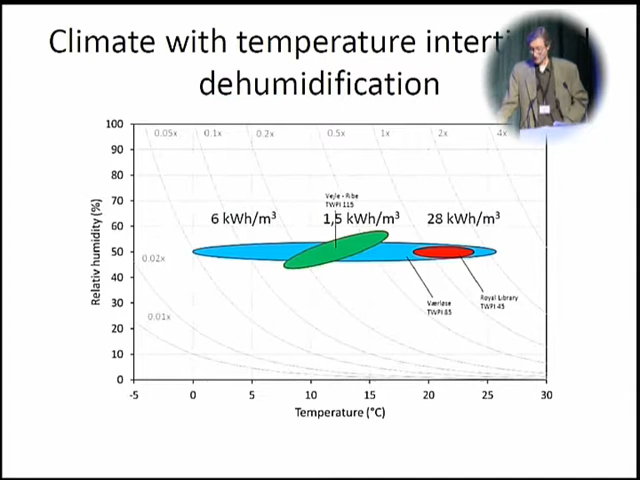 Climate with temperature
dehumidification
100
90
80
70
60
50
40
30
20
10
0
Relativ humidity (%)
0.05x 0.1x 0.2x 0.5x 1x 2x 4x
0.02x
0.01x
Vejle - Ribe
TWPI 115
6 kWh/m³ 1,5 kWh/m³ 28 kWh/m³
Værløse
TWPI 85
Royal Library
TWPI 45
-5 0 5 10 15 20 25 30
Temperature (°C)